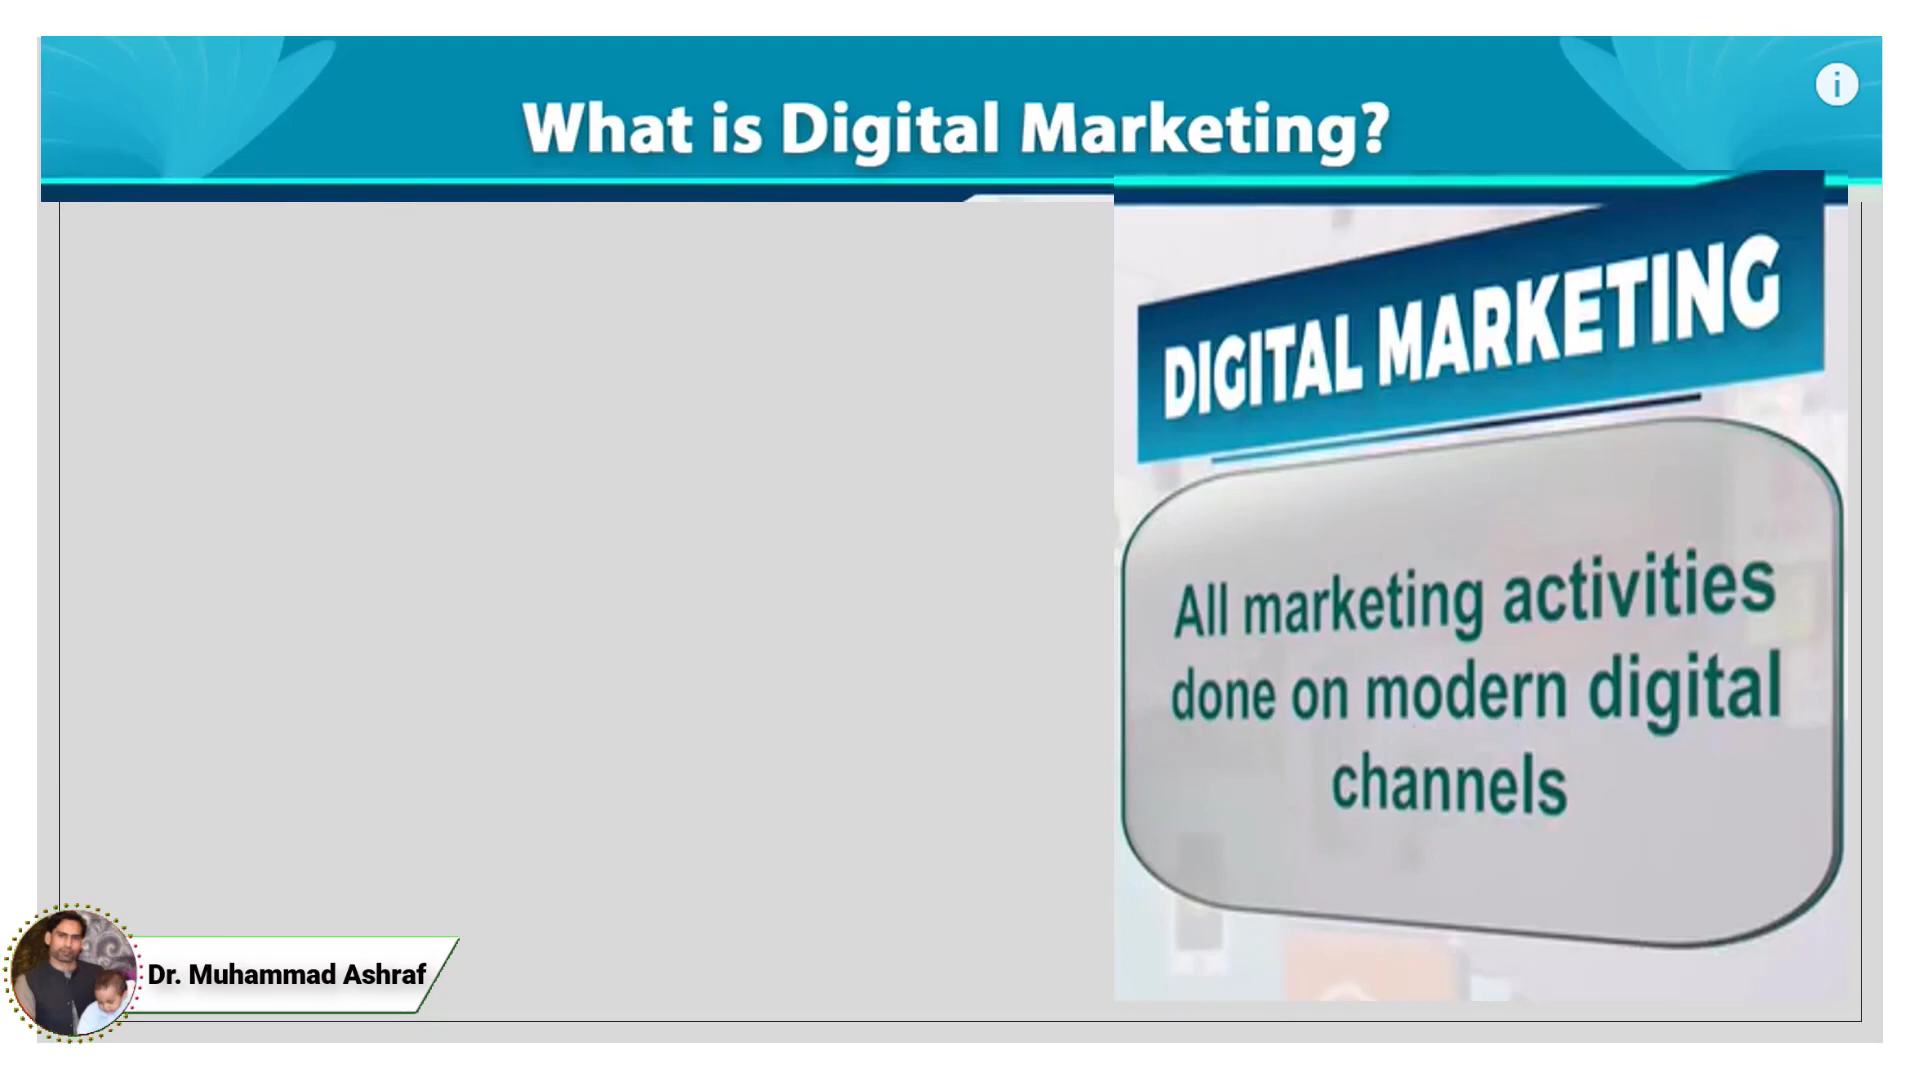 What is Digital Marketing?
i
DIGITAL MARKETING
All marketing activities
done on modern digital
channels
Dr. Muhammad Ashraf